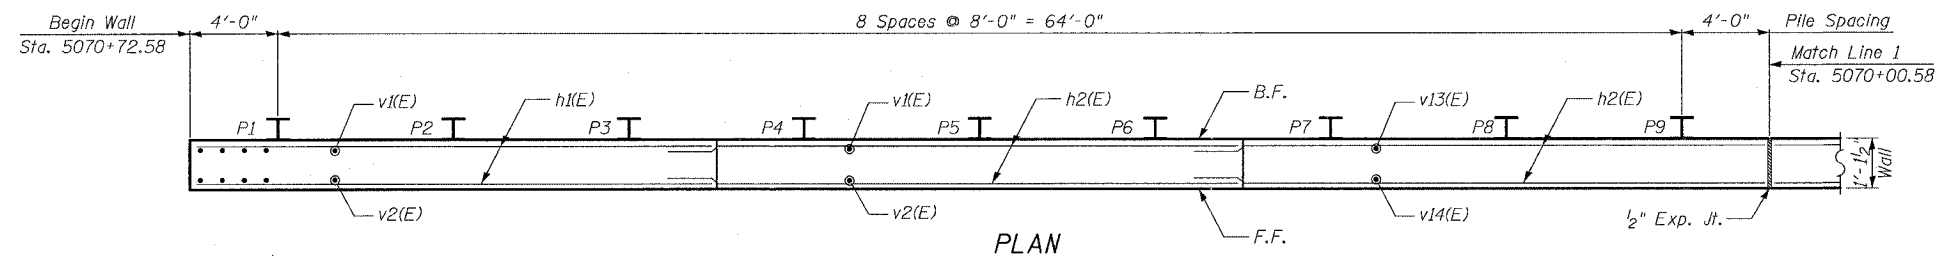 Begin Wall
Sta. 5070+72.58
4'-0"
8 Spaces @ 8'-0" = 64'-0"
4'-0"
Pile Spacing
Match Line 1
Sta. 5070+00.58
v1(E)
h1(E)
v1(E)
h2(E)
B.F.
v13(E)
h2(E)
P1
P2
P3
P4
P5
P6
P7
P8
P9
1'-1½"
Wall
v2(E)
v2(E)
v14(E)
½" Exp. Jt.
F.F.
PLAN